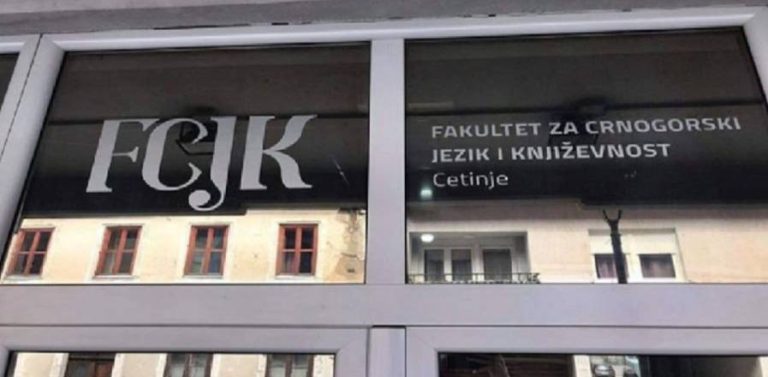 FCJK
FAKULTET ZA CRNOGORSKI
JEZIK I KNJIŽEVNOST
Cetinje